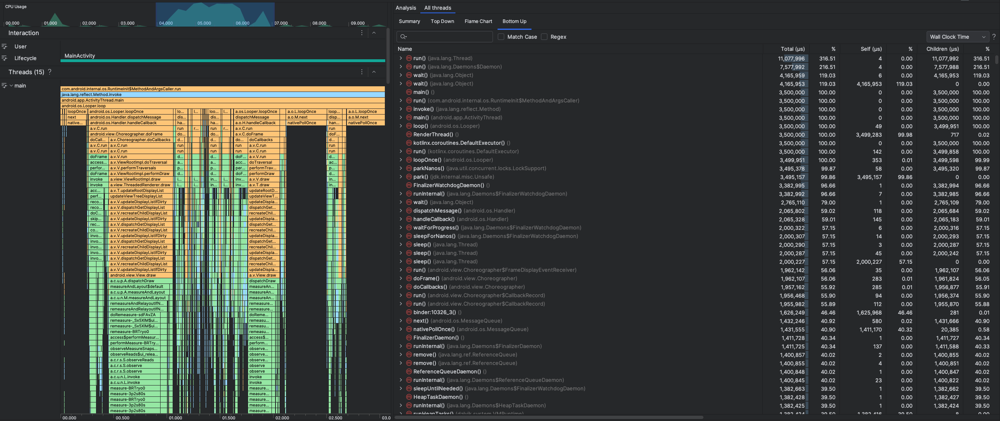 CPU Usage
00.000 01.000 02.000 03.000 04.000 05.000 06.000 07.000 08.000 09.000
Interaction
User
Lifecycle
MainActivity
Threads (15) ?
main
com.android.internal.os.RuntimeInit$MethodAndArgsCaller.run
java.lang.reflect.Method.invoke
android.app.ActivityThread.main
android.os.Looper.loop
loopOnce android.os.Looper.loopOnce lo... l... loo... l... a.os.Looper.loopOnce a.o.L.loopOnce loop... a.o.L.loopOnce
next android.os.Handler.dispatchMessage dis... dis... dispatchMessage a.o.M.next disp... a.o.M.next
native... android.os.Handler.handleCallback ha... ha... a.o.H.handleCallback nativePollOnce han... nativePollOnce
a.v.C.run run r... run r... a.v.C.run run
android.view.Choreographer.doFrame do... do... a.v.C.doFrame doF...
doCall... a.v.Choreographer.doCallbacks d... d... do... doCallbacks d...
a.v.C.run a.v.C.run run run run a.v.C.run run
a.v.C.run a.v.C.run run run run a.v.C.run run
doFrame a.v.V.run d... d... doF... a.v.V.run d...
access... a.v.ViewRootImpl.doTraversal a... a... acc... doTraversal ac...
perfor... a.v.V.performTraversals p... p... per... performTrav... p...
doFrame a.v.ViewRootImpl.performDraw d... d... doF... performDraw d...
invoke a.view.ViewRootImpl.draw i... i... in... i... inv... a.v.V.draw in...
invoke a.view.ThreadedRenderer.draw i... i... in... i... inv... a.v.T.draw in...
acc... a.v.T.updateRootDisplayList updateRootD...
perf... updateViewTreeDisplayList updateViewT...
reco... a.v.V.updateDisplayListIfDirty updateDispla...
reco... a.v.V.dispatchGetDisplayList dispatchGet...
doC... a.v.V.recreateChildDisplayList recreateChil...
skip... a.v.V.updateDisplayListIfDirty updateDispla...
rec... a.v.V.dispatchGetDisplayList dispatchGet...
co... a.v.V.recreateChildDisplayList recreateChil...
invo... a.v.V.updateDisplayListIfDirty updateDispla...
invo... a.v.V.dispatchGetDisplayList dispatchGet...
invo... a.v.V.recreateChildDisplayList recreateChil...
invo... a.v.V.updateDisplayListIfDirty updateDispla...
invo... a.v.V.dispatchGetDisplayList dispatchGet...
a.v.V.recreateChildDisplayList recreateChil...
a.v.V.updateDisplayListIfDirty updateDispla...
android.view.View.draw a.v.View.draw
a.c.u.p.A.dispatchDraw dispatchDraw
measureAndLayout$default measureAn...
a.c.u.p.A.measureAndLayout measureAn...
a.c.u.n.M.measureAndLayout measureAn...
remeasureAndRelayoutIfN... remeasure...
remeasureAndRelayoutIfN... remeasure...
doRemeasure-sdFAvZA doReme...
remeasure-_Sx5XlM$ui... remeasu...
remeasure-_Sx5XlM$ui... remeasu...
remeasure-BRTryo0 remeasu...
access$performMeasur... access$...
performMeasure-BRTry... perform...
observeMeasureSnaps... observe...
observeReads$ui_relea... observe...
a.c.r.s.S.observeReads observe...
a.c.r.s.S.observe observe
a.c.r.s.S.observe observe
a.c.u.n.L.invoke invoke
a.c.u.n.L.invoke invoke
measure-BRTryo0 measure...
measure-3p2s80s measure...
measure-BRTryo0 measure...
measure-3p2s80s measure...
measure-3p2s80s measure...
00.000 00.500 01.000 01.500 02.000 02.500 03.0
Analysis All threads
Summary Top Down Flame Chart Bottom Up
Match Case Regex Wall Clock Time ?
Name Total (μs) % Self (μs) % Children (μs) %
run() (java.lang.Thread) 11,077,996 316.51 4 0.00 11,077,992 316.51
run() (java.lang.Daemons$Daemon) 7,577,992 216.51 4 0.00 7,577,988 216.51
wait() (java.lang.Object) 4,165,959 119.03 6 0.00 4,165,953 119.03
wait() (java.lang.Object) 4,165,953 119.03 4,165,953 119.03 0 0.00
main() () 3,500,000 100.00 0 0.00 3,500,000 100.00
run() (com.android.internal.os.RuntimeInit$MethodAndArgsCaller) 3,500,000 100.00 0 0.00 3,500,000 100.00
invoke() (java.lang.reflect.Method) 3,500,000 100.00 0 0.00 3,500,000 100.00
main() (android.app.ActivityThread) 3,500,000 100.00 0 0.00 3,500,000 100.00
loop() (android.os.Looper) 3,500,000 100.00 49 0.00 3,499,951 100.00
RenderThread() () 3,500,000 100.00 3,499,283 99.98 717 0.02
kotlinx.coroutines.DefaultExecutor() () 3,500,000 100.00 0 0.00 3,500,000 100.00
run() (kotlinx.coroutines.DefaultExecutor) 3,500,000 100.00 142 0.00 3,499,858 100.00
loopOnce() (android.os.Looper) 3,499,951 100.00 353 0.01 3,499,598 99.99
parkNanos() (java.util.concurrent.locks.LockSupport) 3,495,378 99.87 58 0.00 3,495,320 99.87
park() (jdk.internal.misc.Unsafe) 3,495,157 99.86 3,495,157 99.86 0 0.00
FinalizerWatchdogDaemon() () 3,382,995 96.66 1 0.00 3,382,994 96.66
runInternal() (java.lang.Daemons$FinalizerWatchdogDaemon) 3,382,992 96.66 7 0.00 3,382,985 96.66
wait() (java.lang.Object) 2,765,110 79.00 1 0.00 2,765,109 79.00
dispatchMessage() (android.os.Handler) 2,065,802 59.02 118 0.00 2,065,684 59.02
handleCallback() (android.os.Handler) 2,065,328 59.01 145 0.00 2,065,183 59.01
waitForProgress() (java.lang.Daemons$FinalizerWatchdogDaemon) 2,000,322 57.15 6 0.00 2,000,316 57.15
sleepForNanos() (java.lang.Daemons$FinalizerWatchdogDaemon) 2,000,307 57.15 14 0.00 2,000,293 57.15
sleep() (java.lang.Thread) 2,000,290 57.15 3 0.00 2,000,287 57.15
sleep() (java.lang.Thread) 2,000,287 57.15 45 0.00 2,000,242 57.15
sleep() (java.lang.Thread) 2,000,227 57.15 2,000,227 57.15 0 0.00
run() (android.view.Choreographer$FrameDisplayEventReceiver) 1,962,142 56.06 35 0.00 1,962,107 56.06
doFrame() (android.view.Choreographer) 1,962,107 56.06 283 0.01 1,961,824 56.05
doCallbacks() (android.view.Choreographer) 1,957,162 55.92 285 0.01 1,956,877 55.91
run() (android.view.Choreographer$CallbackRecord) 1,956,468 55.90 94 0.00 1,956,374 55.90
run() (android.view.Choreographer$CallbackRecord) 1,955,982 55.89 112 0.00 1,955,870 55.88
binder:10326_3() () 1,626,249 46.46 1,625,968 46.46 281 0.01
next() (android.os.MessageQueue) 1,432,246 40.92 580 0.02 1,431,666 40.90
nativePollOnce() (android.os.MessageQueue) 1,431,555 40.90 1,411,170 40.32 20,385 0.58
FinalizerDaemon() () 1,411,728 40.34 1 0.00 1,411,727 40.34
runInternal() (java.lang.Daemons$FinalizerDaemon) 1,411,725 40.34 137 0.00 1,411,588 40.33
remove() (java.lang.ref.ReferenceQueue) 1,400,857 40.02 2 0.00 1,400,855 40.02
remove() (java.lang.ref.ReferenceQueue) 1,400,855 40.02 4 0.00 1,400,851 40.02
ReferenceQueueDaemon() () 1,400,848 40.02 1 0.00 1,400,847 40.02
runInternal() (java.lang.Daemons$ReferenceQueueDaemon) 1,400,845 40.02 23 0.00 1,400,822 40.02
sleepUntilNeeded() (java.lang.Daemons$FinalizerWatchdogDaemon) 1,382,663 39.50 1 0.00 1,382,662 39.50
HeapTaskDaemon() () 1,382,428 39.50 1 0.00 1,382,427 39.50
runInternal() (java.lang.Daemons$HeapTaskDaemon) 1,382,425 39.50 1 0.00 1,382,424 39.50
runHeapTasks() (dalvik.system.VMRuntime) 1,382,424 39.50 1,382,416 39.50 8 0.00